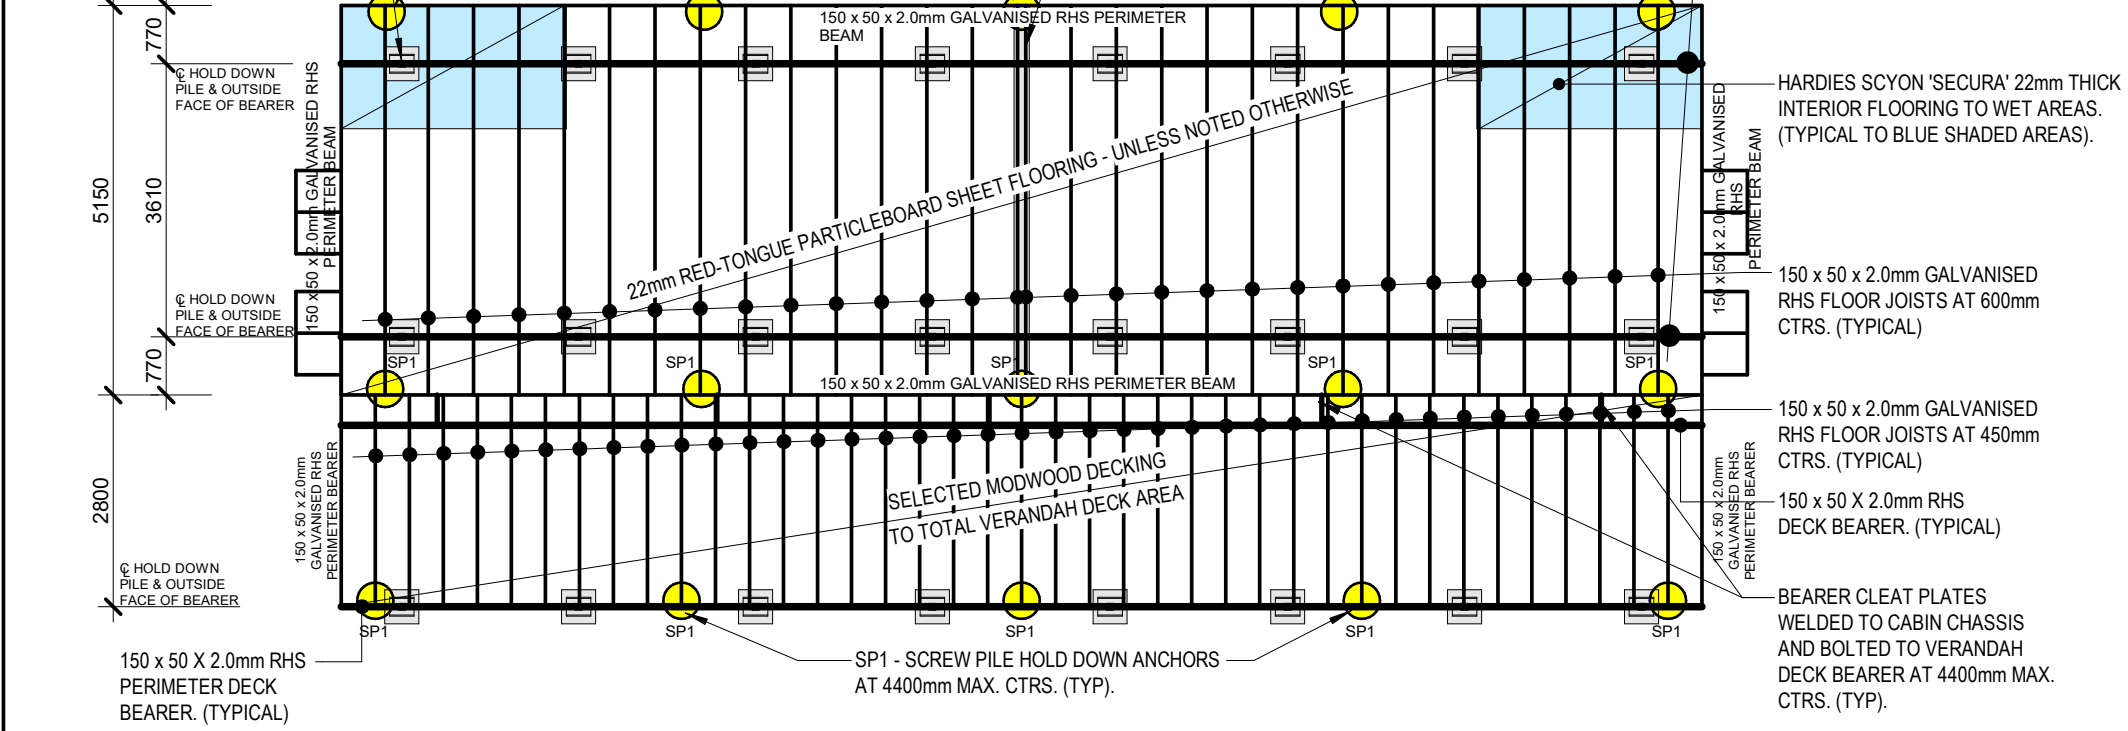 150 x 50 x 2.0mm GALVANISED RHS PERIMETER
BEAM
770
℄ HOLD DOWN
PILE & OUTSIDE
FACE OF BEARER
150 x 50 x 2.0mm GALVANISED RHS
PERIMETER BEAM
5150
3610
22mm RED-TONGUE PARTICLEBOARD SHEET FLOORING - UNLESS NOTED OTHERWISE
150 x 50 x 2.0mm GALVANISED
RHS
PERIMETER BEAM
HARDIES SCYON 'SECURA' 22mm THICK
INTERIOR FLOORING TO WET AREAS.
(TYPICAL TO BLUE SHADED AREAS).
150 x 50 x 2.0mm GALVANISED
RHS FLOOR JOISTS AT 600mm
CTRS. (TYPICAL)
℄ HOLD DOWN
PILE & OUTSIDE
FACE OF BEARER
770
SP1
SP1
SP1
SP1
SP1
150 x 50 x 2.0mm GALVANISED RHS PERIMETER BEAM
150 x 50 x 2.0mm GALVANISED
RHS FLOOR JOISTS AT 450mm
CTRS. (TYPICAL)
2800
150 x 50 x 2.0mm
GALVANISED RHS
PERIMETER BEARER
SELECTED MODWOOD DECKING
TO TOTAL VERANDAH DECK AREA
150 x 50 x 2.0mm
GALVANISED RHS
PERIMETER BEARER
150 x 50 X 2.0mm RHS
DECK BEARER. (TYPICAL)
℄ HOLD DOWN
PILE & OUTSIDE
FACE OF BEARER
SP1
SP1
SP1
SP1
SP1
BEARER CLEAT PLATES
WELDED TO CABIN CHASSIS
AND BOLTED TO VERANDAH
DECK BEARER AT 4400mm MAX.
CTRS. (TYP).
150 x 50 X 2.0mm RHS
PERIMETER DECK
BEARER. (TYPICAL)
SP1 - SCREW PILE HOLD DOWN ANCHORS
AT 4400mm MAX. CTRS. (TYP).